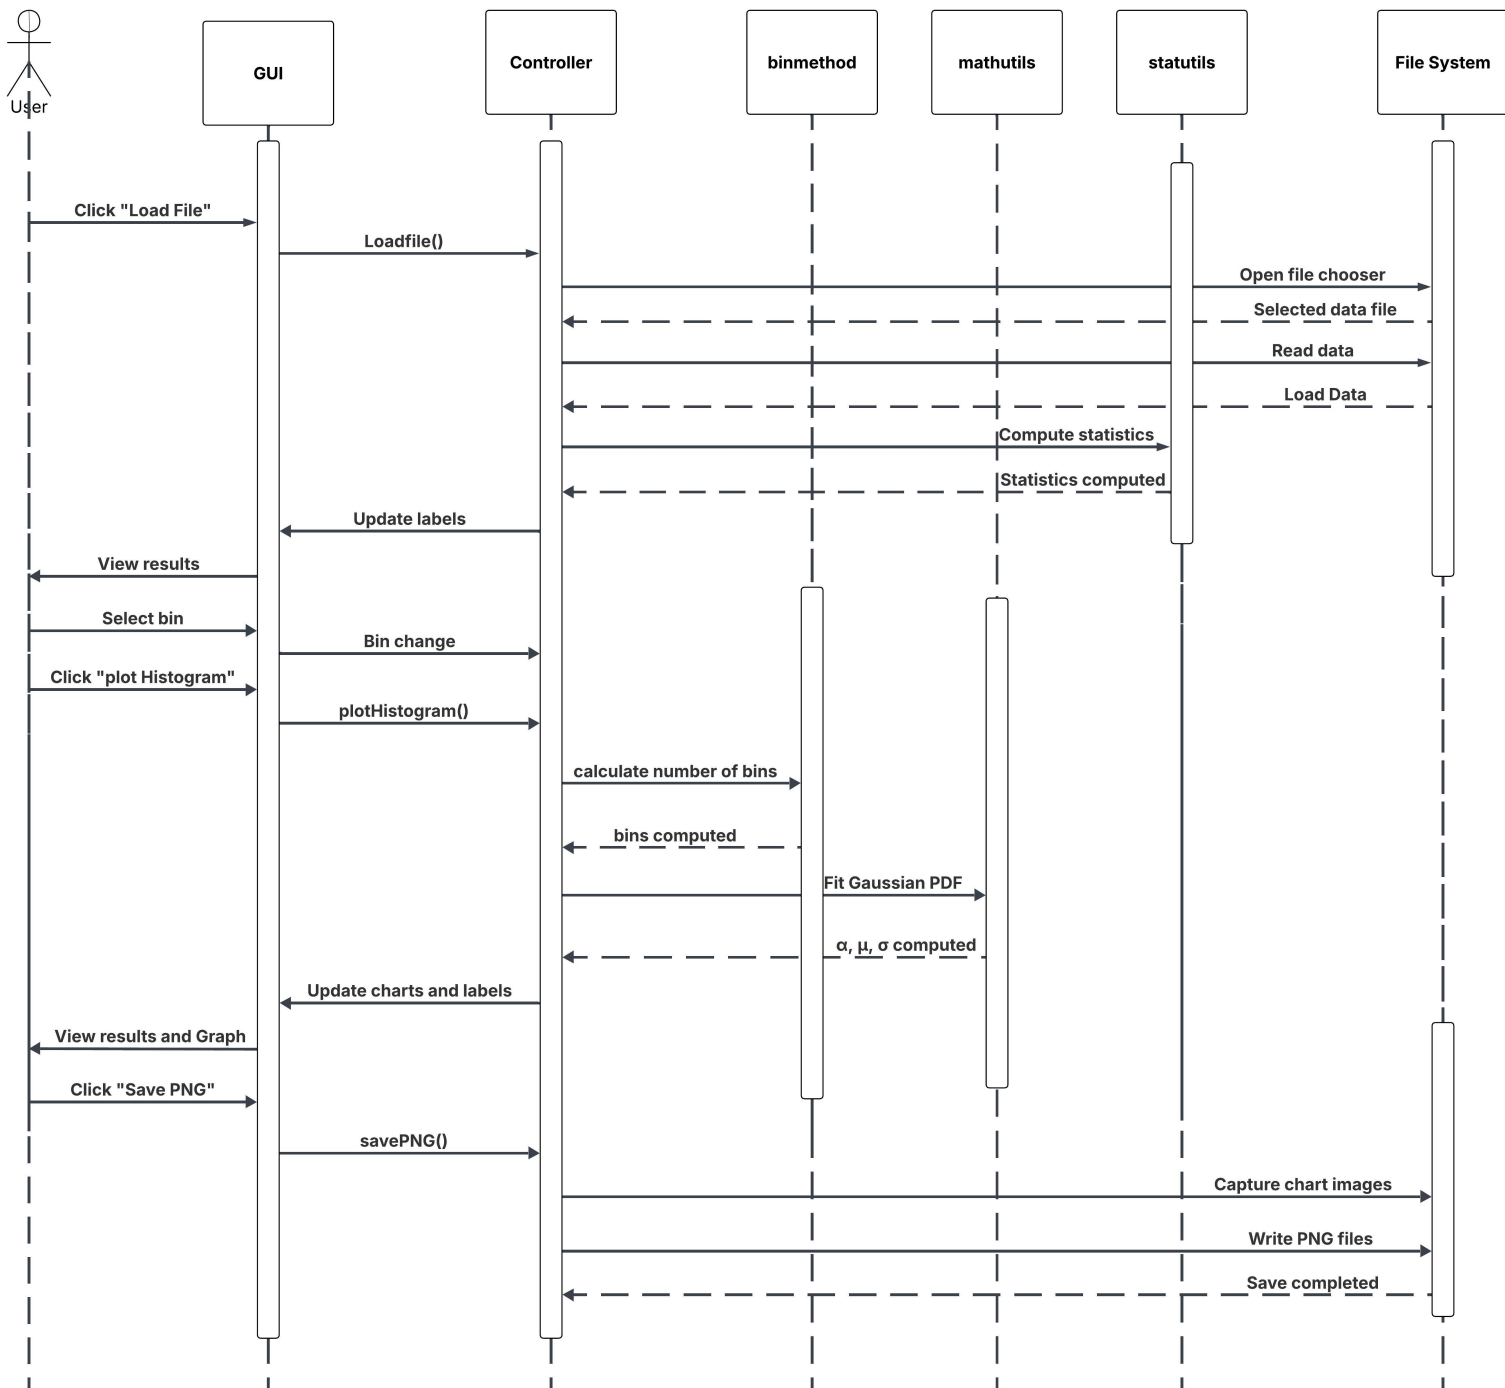 User
GUI
Controller
binmethod
mathutils
statutils
File System
Click "Load File"
Loadfile()
Open file chooser
Selected data file
Read data
Load Data
Compute statistics
Statistics computed
Update labels
View results
Select bin
Bin change
Click "plot Histogram"
plotHistogram()
calculate number of bins
bins computed
Fit Gaussian PDF
α, μ, σ computed
Update charts and labels
View results and Graph
Click "Save PNG"
savePNG()
Capture chart images
Write PNG files
Save completed